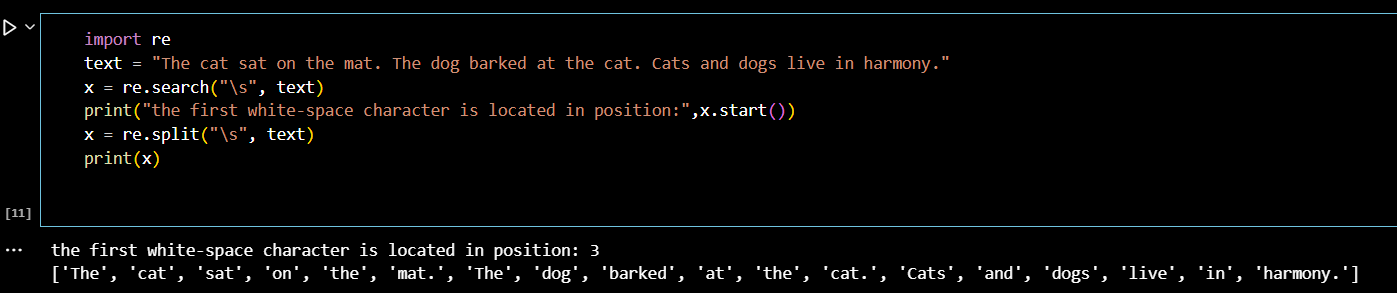 import re
text = "The cat sat on the mat. The dog barked at the cat. Cats and dogs live in harmony."
x = re.search("\s", text)
print("the first white-space character is located in position:",x.start())
x = re.split("\s", text)
print(x)
[11]
... the first white-space character is located in position: 3
['The', 'cat', 'sat', 'on', 'the', 'mat.', 'The', 'dog', 'barked', 'at', 'the', 'cat.', 'Cats', 'and', 'dogs', 'live', 'in', 'harmony.']